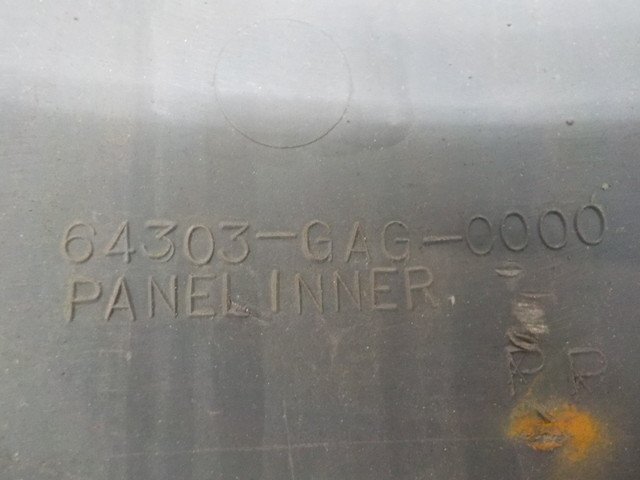 64303-GAG-0000
PANEL INNER
P P